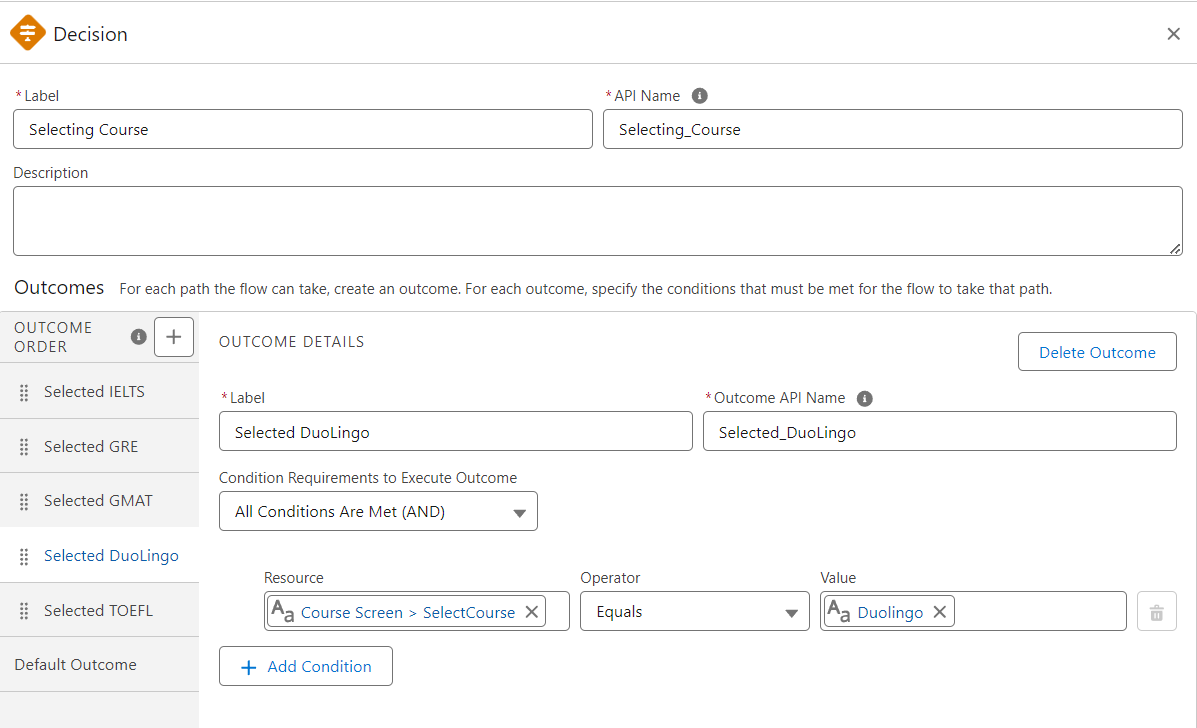 Decision
*Label
*API Name
Selecting Course
Selecting_Course
Description
Outcomes For each path the flow can take, create an outcome. For each outcome, specify the conditions that must be met for the flow to take that path.
OUTCOME
ORDER
Selected IELTS
Selected GRE
Selected GMAT
Selected DuoLingo
Selected TOEFL
Default Outcome
OUTCOME DETAILS
Delete Outcome
*Label
*Outcome API Name
Selected DuoLingo
Selected_DuoLingo
Condition Requirements to Execute Outcome
All Conditions Are Met (AND)
Resource
Operator
Value
Aa Course Screen > SelectCourse
Equals
Aa Duolingo
+ Add Condition